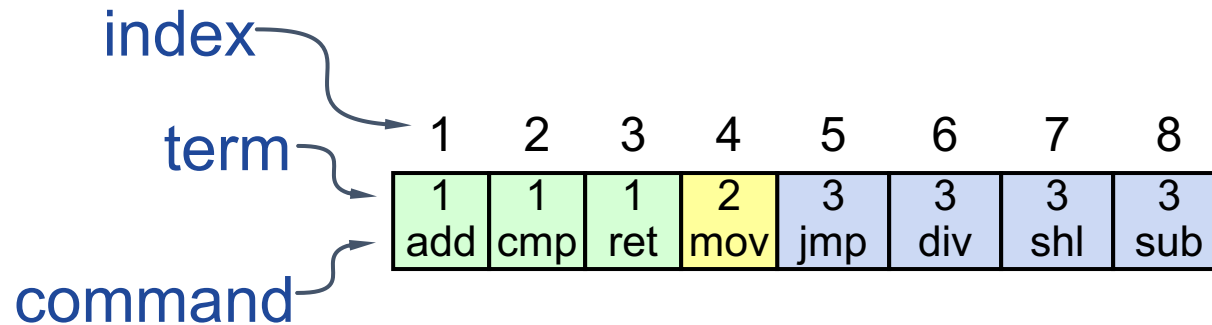 index
term
command
1 2 3 4 5 6 7 8
1 1 1 2 3 3 3 3
add cmp ret mov jmp div shl sub